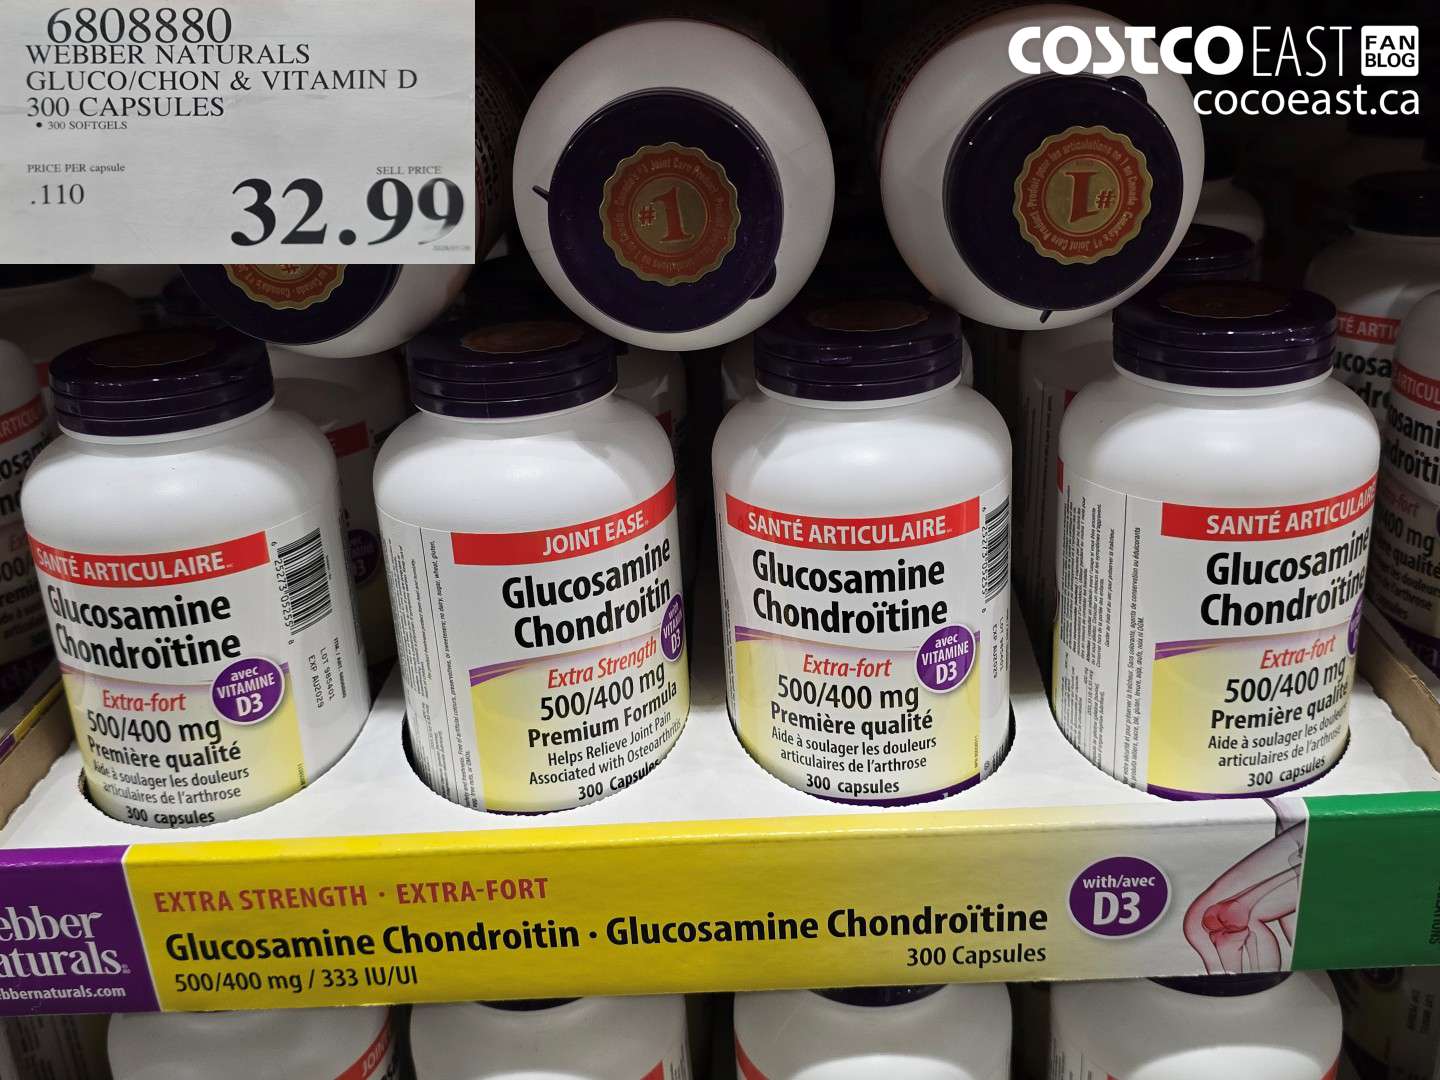 6808880
WEBBER NATURALS
GLUCO/CHON & VITAMIN D
300 CAPSULES
• 300 SOFTGELS
PRICE PER capsule
SELL PRICE
.110
32.99
COSTCO EAST FAN BLOG
cocoeast.ca
#1
#1
SANTÉ ARTICULAIRE
Glucosamine
Chondroïtine
avec
VITAMINE
D3
Extra-fort
500/400 mg
Première qualité
Aide à soulager les douleurs
articulaires de l'arthrose
300 capsules
LOT 985401
EXP AU2029
JOINT EASE
Glucosamine
Chondroitin
Extra Strength
D3
500/400 mg
Premium Formula
Helps Relieve Joint Pain
Associated with Osteoarthritis
300 Capsules
SANTÉ ARTICULAIRE
Glucosamine
Chondroïtine
avec
VITAMINE
D3
Extra-fort
500/400 mg
Première qualité
Aide à soulager les douleurs
articulaires de l'arthrose
300 capsules
SANTÉ ARTICULAIRE
Glucosamine
Chondroïtine
Extra-fort
500/400 mg
Première qualité
Aide à soulager les douleurs
articulaires de l'arthrose
300 capsules
ebber
aturals
ebbernaturals.com
EXTRA STRENGTH · EXTRA-FORT
Glucosamine Chondroitin · Glucosamine Chondroïtine
500/400 mg / 333 IU/UI
300 Capsules
with/avec
D3